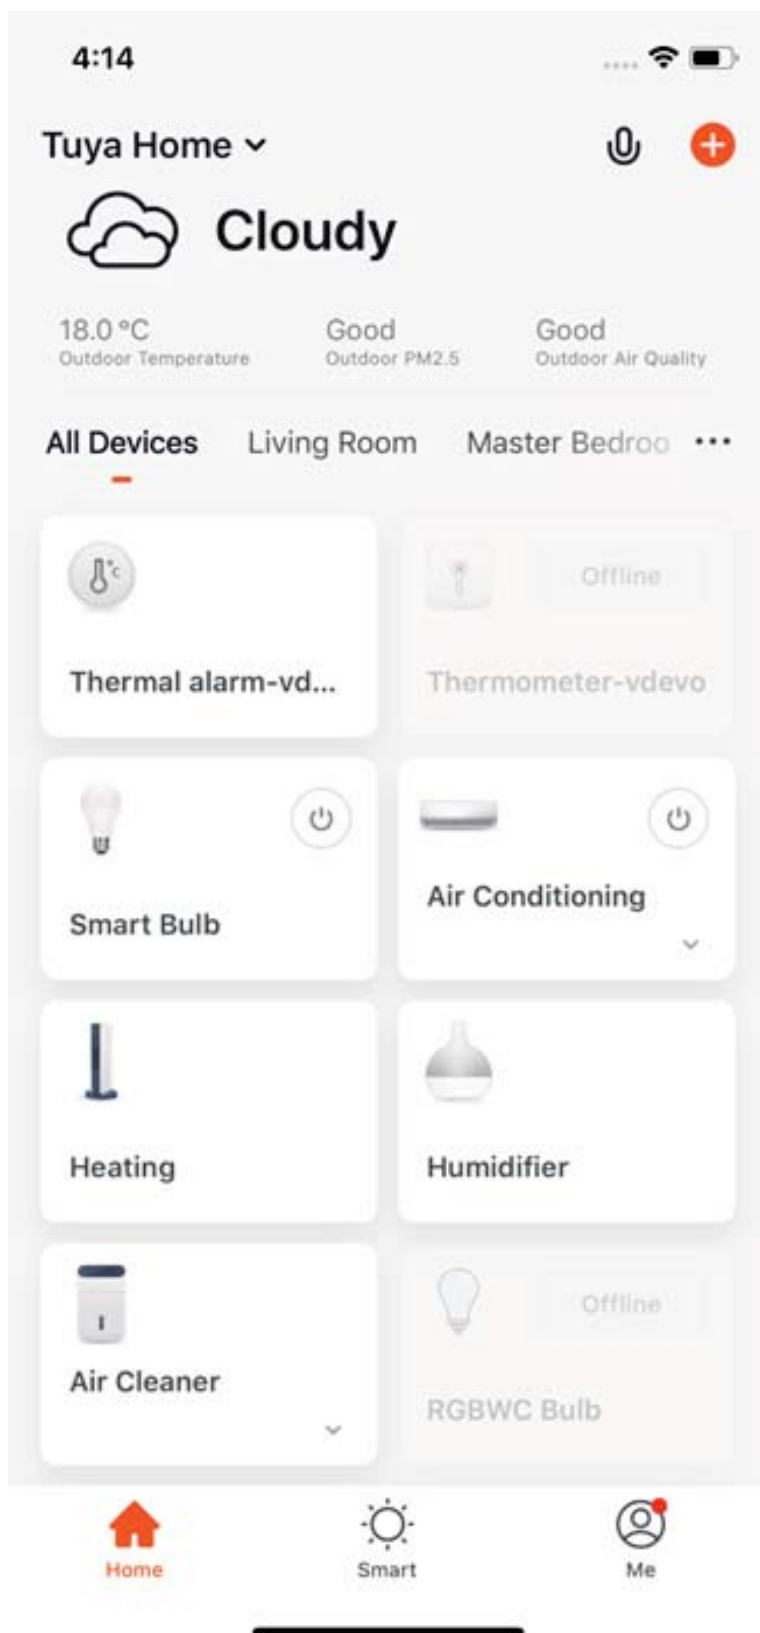 4:14
Tuya Home
Cloudy
18.0 °C Good Good
Outdoor Temperature Outdoor PM2.5 Outdoor Air Quality
All Devices Living Room Master Bedroo
°C Offline
Thermal alarm-vd... Thermometer-vdevo
Air Conditioning
Smart Bulb
Heating Humidifier
Offline
Air Cleaner
RGBWC Bulb
Home Smart Me